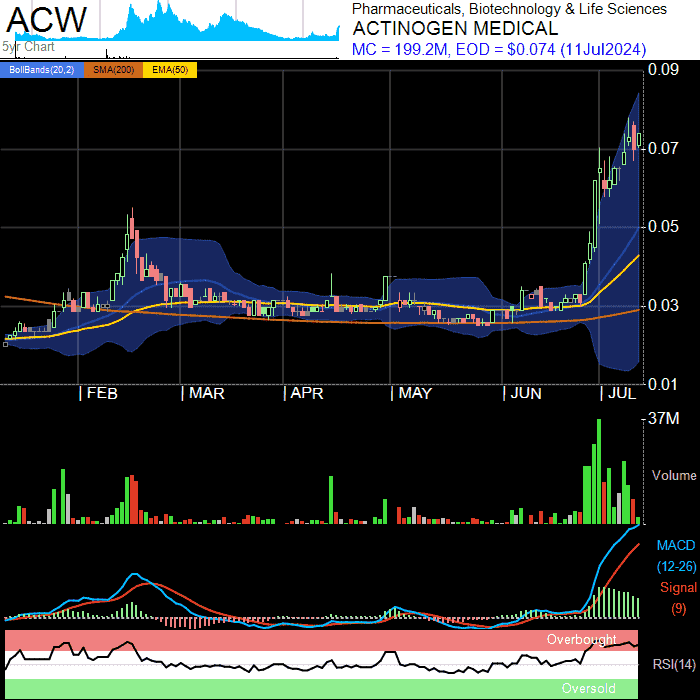 ACW
5yr Chart
Pharmaceuticals, Biotechnology & Life Sciences
ACTINOGEN MEDICAL
MC = 199.2M, EOD = $0.074 (11Jul2024)
BollBands(20,2) SMA(200) EMA(50)
0.09
0.07
0.05
0.03
0.01
FEB MAR APR MAY JUN JUL
37M
Volume
MACD
(12-26)
Signal
(9)
Overbought
RSI(14)
Oversold